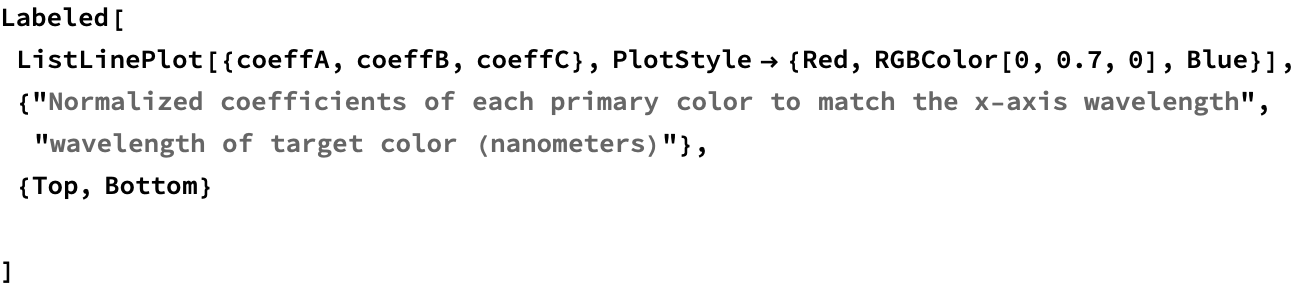 Labeled[
ListLinePlot[{coeffA, coeffB, coeffC}, PlotStyle → {Red, RGBColor[0, 0.7, 0], Blue}],
{"Normalized coefficients of each primary color to match the x-axis wavelength",
"wavelength of target color (nanometers)"},
{Top, Bottom}
]